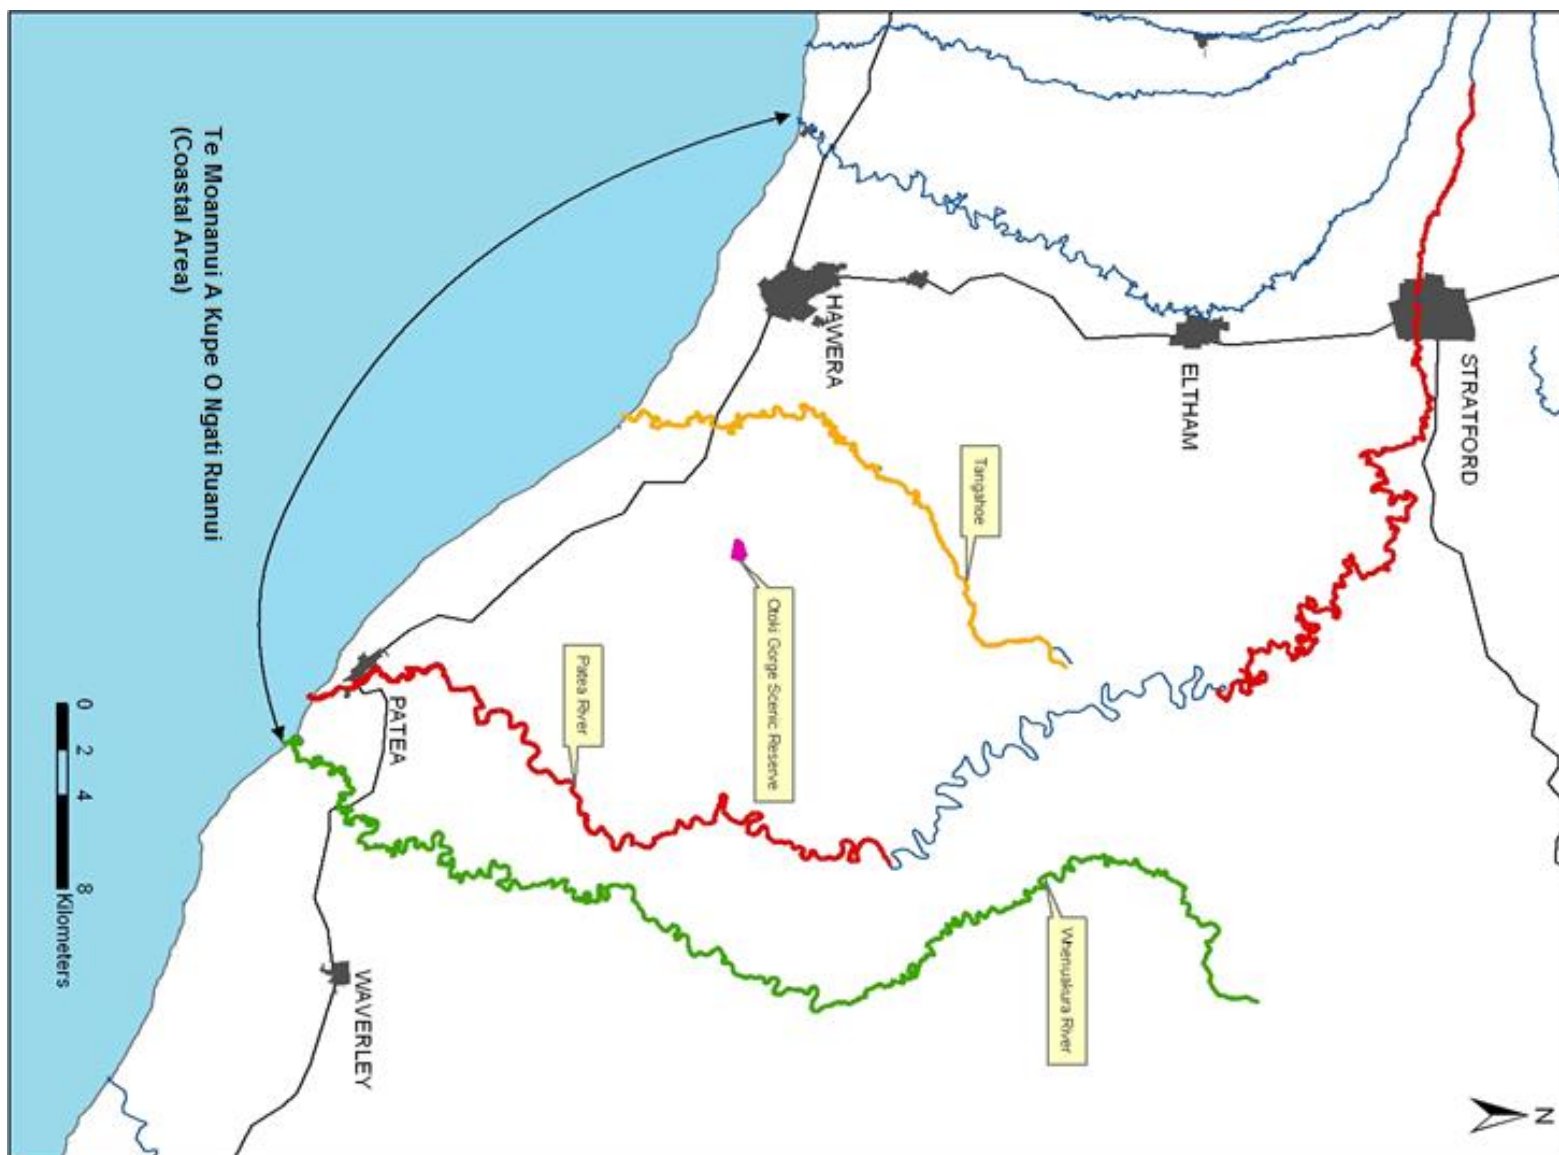 N
STRATFORD
ELTHAM
HAWERA
Tangahoe
Otoki Gorge Scenic Reserve
Whenuakura River
Patea River
PATEA
WAVERLEY
Te Moananui A Kupe O Ngati Ruanui
(Coastal Area)
0 2 4 8
Kilometers